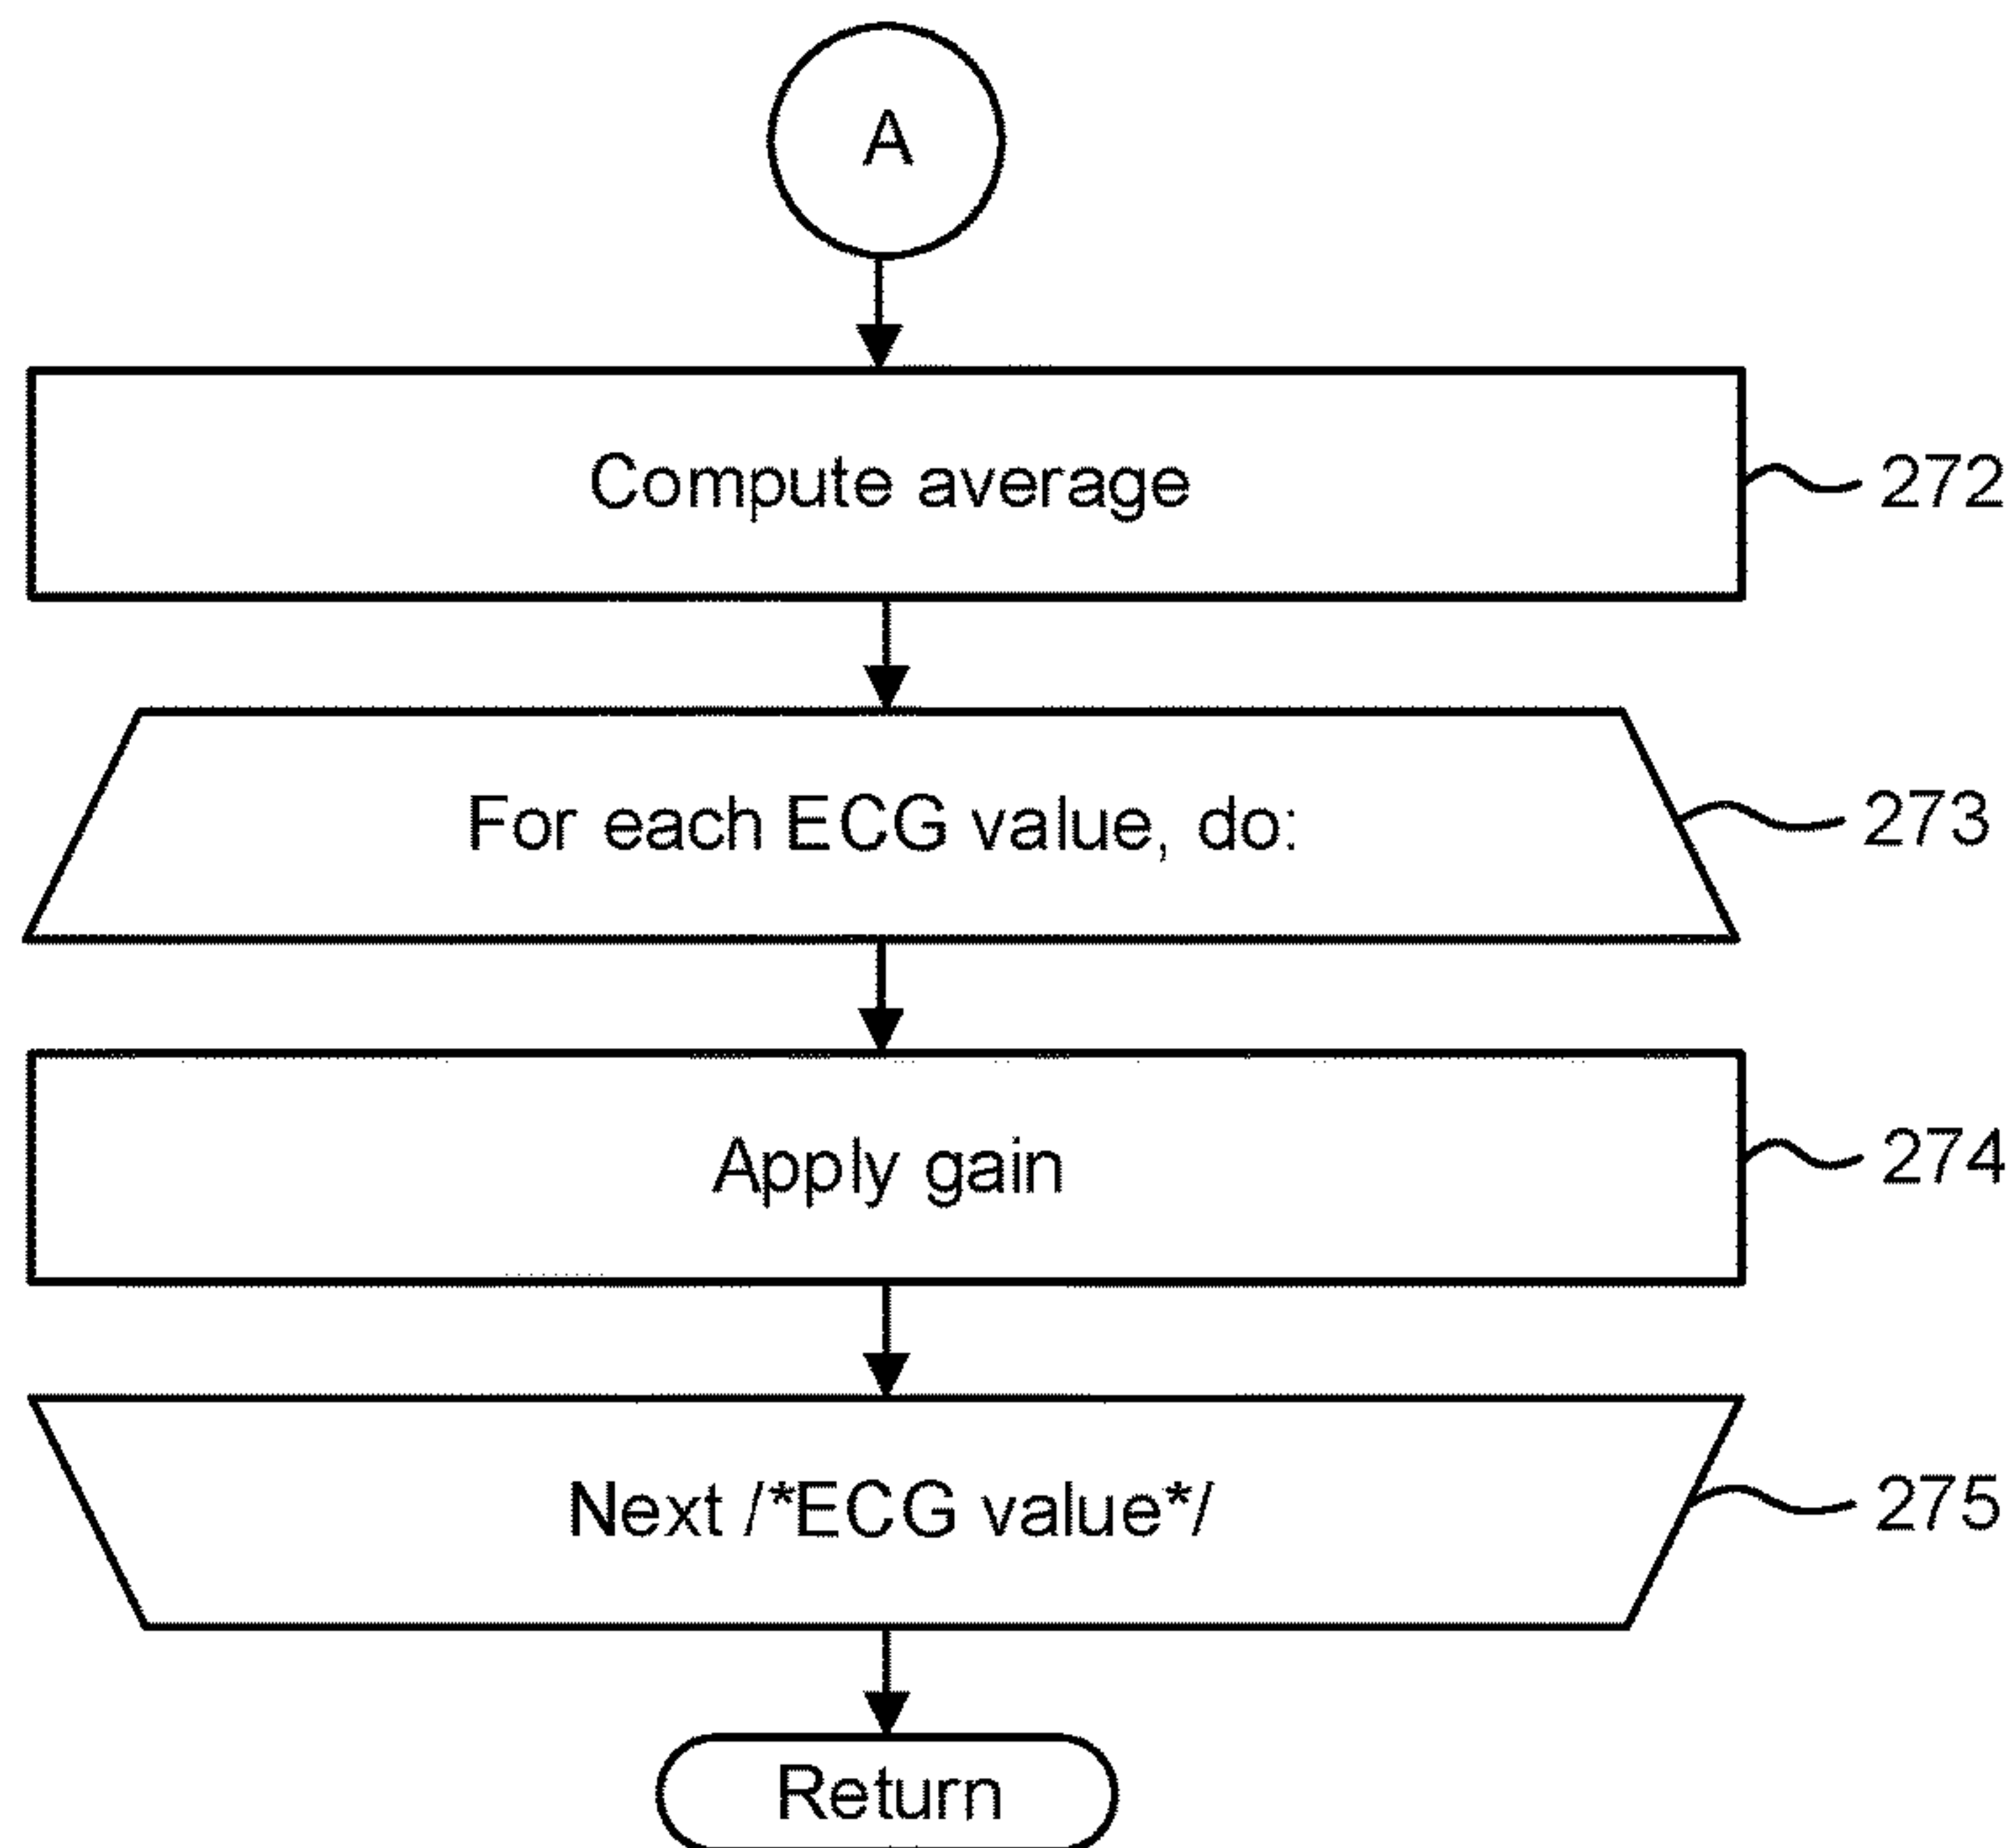 A
Compute average
272
For each ECG value, do:
273
Apply gain
274
Next /*ECG value*/
275
Return